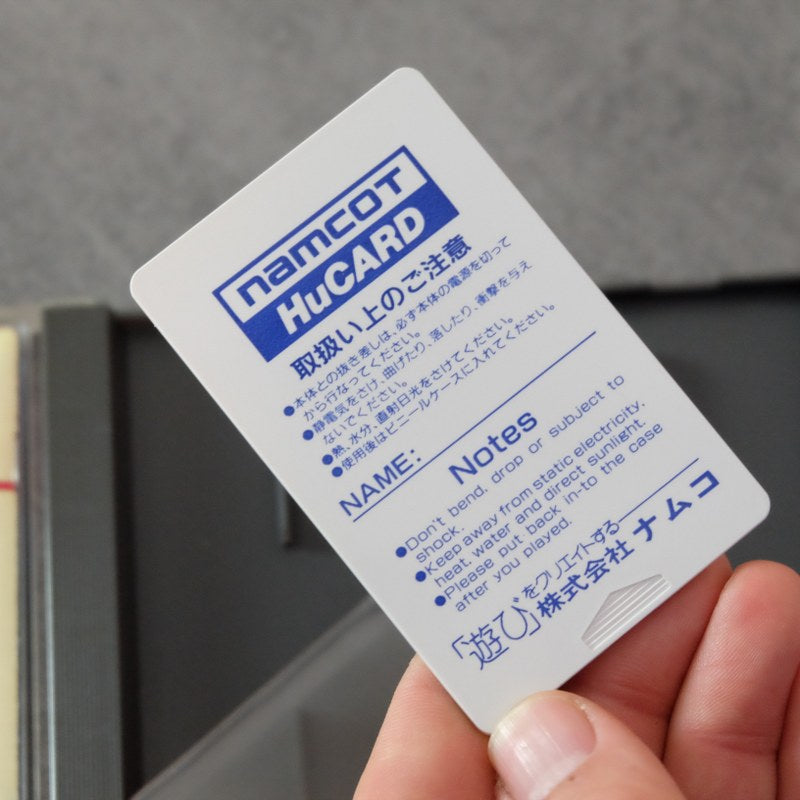 namcoT
HuCARD
取扱い上のご注意
●本体との抜き差しは、必ず本体の電源を切って
から行なってください。
●静電気をさけ、曲げたり、落したり、衝撃を与え
ないでください。
●熱、水分、直射日光をさけてください。
●使用後はビニールケースに入れてください。
NAME:
Notes
●Don't bend, drop or subject to
shock.
●Keep away from static electricity,
heat, water and direct sunlight.
●Please put back in-to the case
after you played.
「遊び」をクリエイトする
株式会社ナムコ